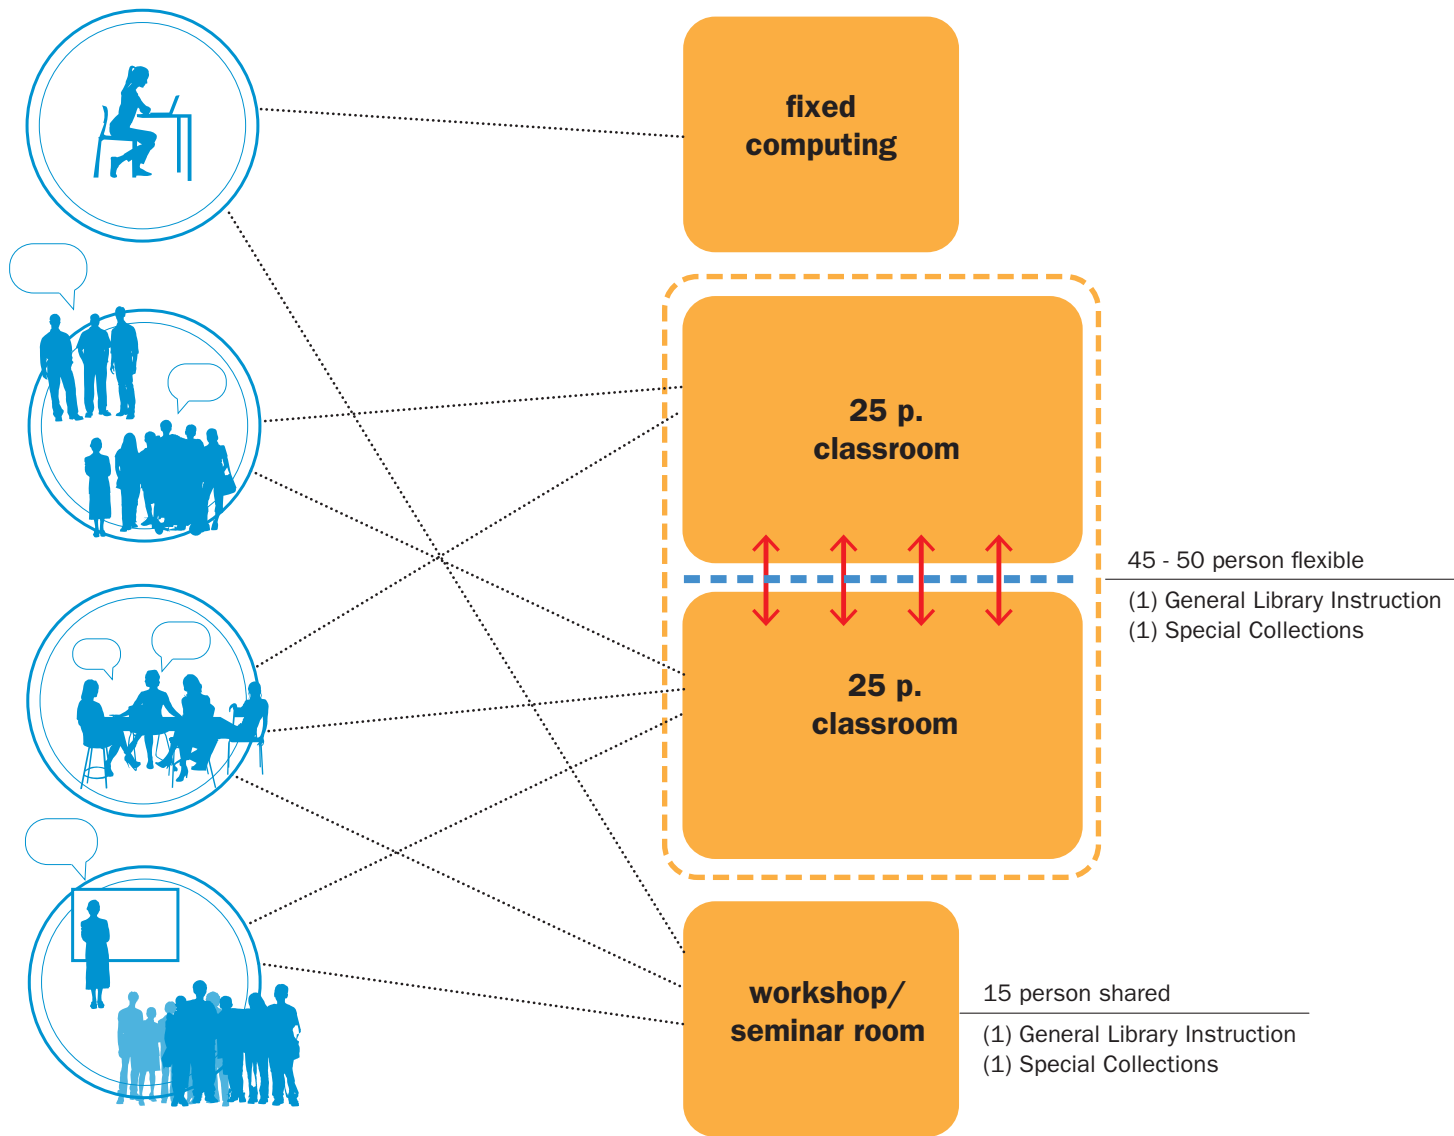 fixed
computing
25 p.
classroom
45 - 50 person flexible
(1) General Library Instruction
(1) Special Collections
25 p.
classroom
workshop/
seminar room
15 person shared
(1) General Library Instruction
(1) Special Collections